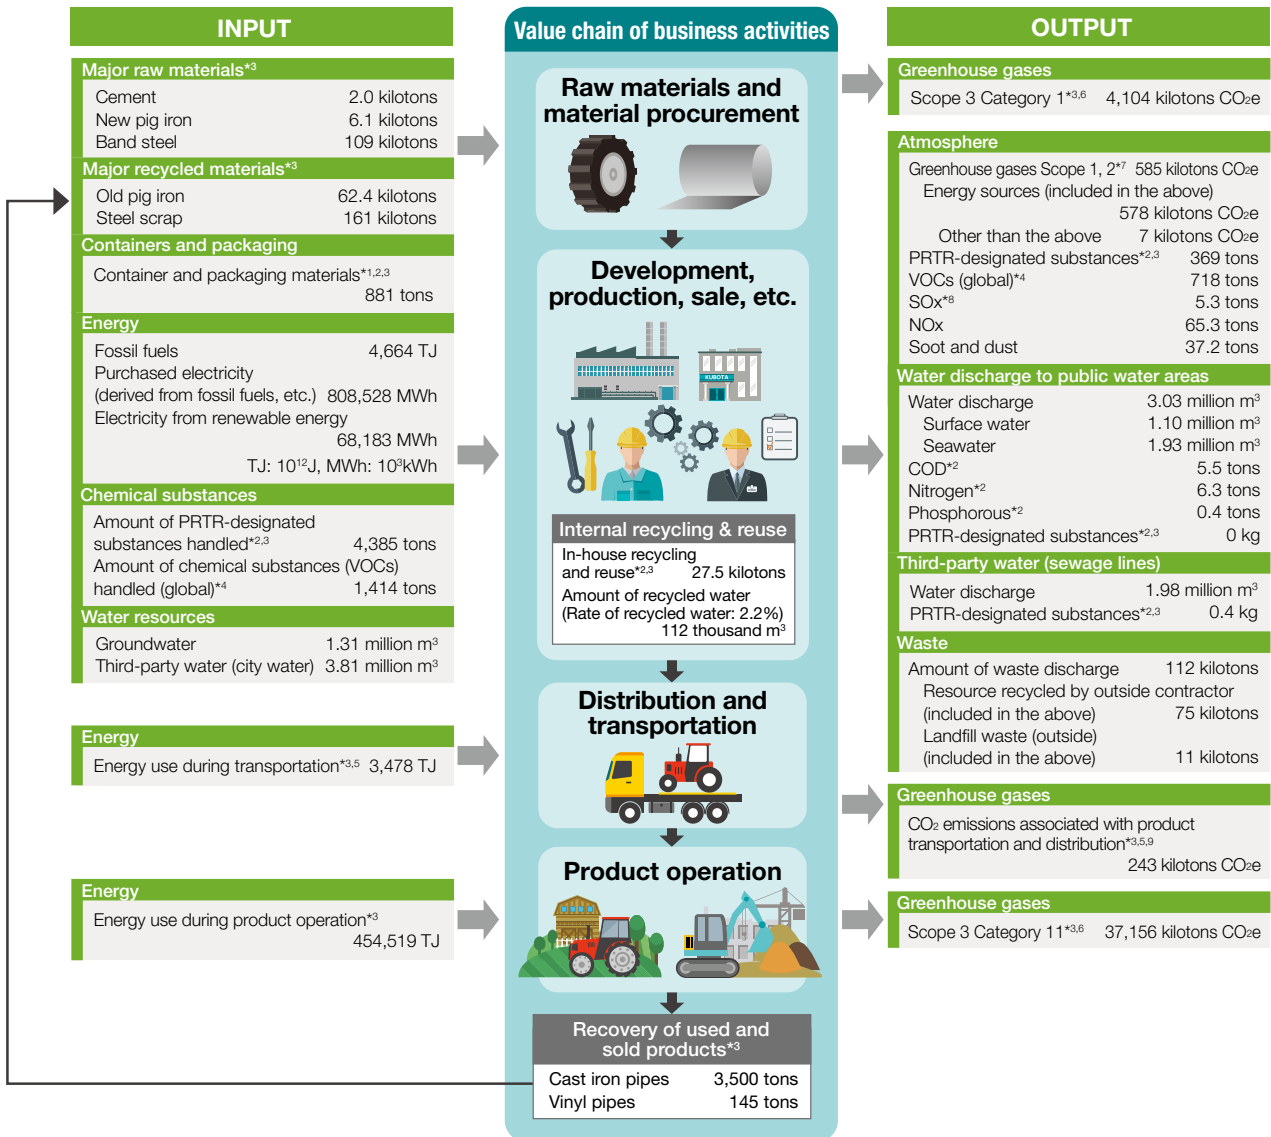 INPUT
Major raw materials*3
Cement 2.0 kilotons
New pig iron 6.1 kilotons
Band steel 109 kilotons
Major recycled materials*3
Old pig iron 62.4 kilotons
Steel scrap 161 kilotons
Containers and packaging
Container and packaging materials*1,2,3
881 tons
Energy
Fossil fuels 4,664 TJ
Purchased electricity
(derived from fossil fuels, etc.) 808,528 MWh
Electricity from renewable energy
68,183 MWh
TJ: 10¹²J, MWh: 10³kWh
Chemical substances
Amount of PRTR-designated
substances handled*2,3 4,385 tons
Amount of chemical substances (VOCs)
handled (global)*4 1,414 tons
Water resources
Groundwater 1.31 million m³
Third-party water (city water) 3.81 million m³
Energy
Energy use during transportation*3,5 3,478 TJ
Energy
Energy use during product operation*3
454,519 TJ
Value chain of business activities
Raw materials and
material procurement
Development,
production, sale, etc.
KUBOTA
Internal recycling & reuse
In-house recycling
and reuse*2,3 27.5 kilotons
Amount of recycled water
(Rate of recycled water: 2.2%)
112 thousand m³
Distribution and
transportation
Product operation
Recovery of used and
sold products*3
Cast iron pipes 3,500 tons
Vinyl pipes 145 tons
OUTPUT
Greenhouse gases
Scope 3 Category 1*3,6 4,104 kilotons CO₂e
Atmosphere
Greenhouse gases Scope 1, 2*7 585 kilotons CO₂e
Energy sources (included in the above)
578 kilotons CO₂e
Other than the above 7 kilotons CO₂e
PRTR-designated substances*2,3 369 tons
VOCs (global)*4 718 tons
SOx*8 5.3 tons
NOx 65.3 tons
Soot and dust 37.2 tons
Water discharge to public water areas
Water discharge 3.03 million m³
Surface water 1.10 million m³
Seawater 1.93 million m³
COD*2 5.5 tons
Nitrogen*2 6.3 tons
Phosphorous*2 0.4 tons
PRTR-designated substances*2,3 0 kg
Third-party water (sewage lines)
Water discharge 1.98 million m³
PRTR-designated substances*2,3 0.4 kg
Waste
Amount of waste discharge 112 kilotons
Resource recycled by outside contractor
(included in the above) 75 kilotons
Landfill waste (outside)
(included in the above) 11 kilotons
Greenhouse gases
CO₂ emissions associated with product
transportation and distribution*3,5,9
243 kilotons CO₂e
Greenhouse gases
Scope 3 Category 11*3,6 37,156 kilotons CO₂e